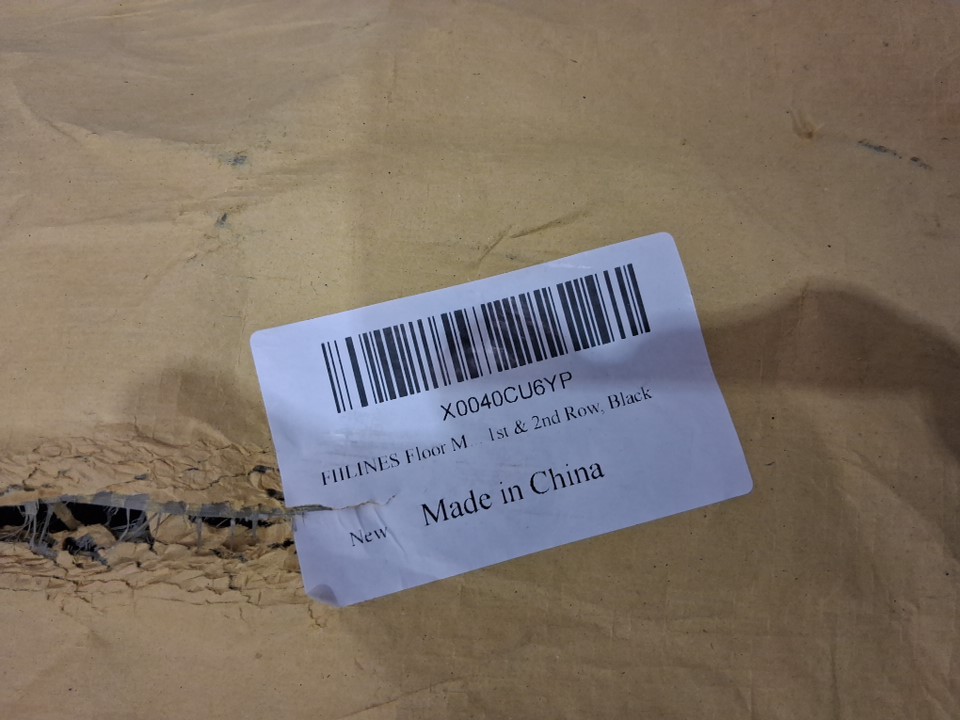 X0040CU6YP
FIILINES Floor M... 1st & 2nd Row, Black
New
Made in China